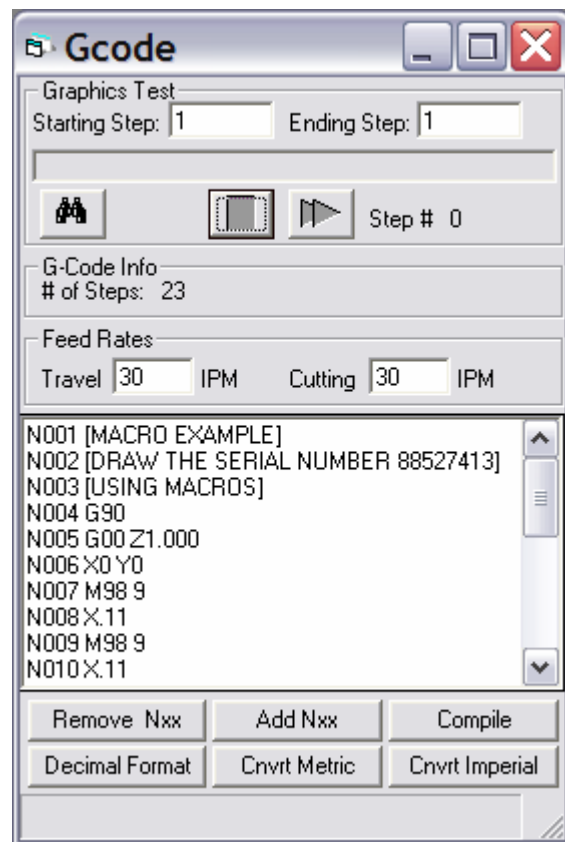 Gcode
Graphics Test
Starting Step: 1 Ending Step: 1
Step # 0
G-Code Info
# of Steps: 23
Feed Rates
Travel 30 IPM Cutting 30 IPM
N001 [MACRO EXAMPLE]
N002 [DRAW THE SERIAL NUMBER 88527413]
N003 [USING MACROS]
N004 G90
N005 G00 Z1.000
N006 X0 Y0
N007 M98 9
N008 X.11
N009 M98 9
N010 X.11
Remove Nxx Add Nxx Compile
Decimal Format Cnvrt Metric Cnvrt Imperial